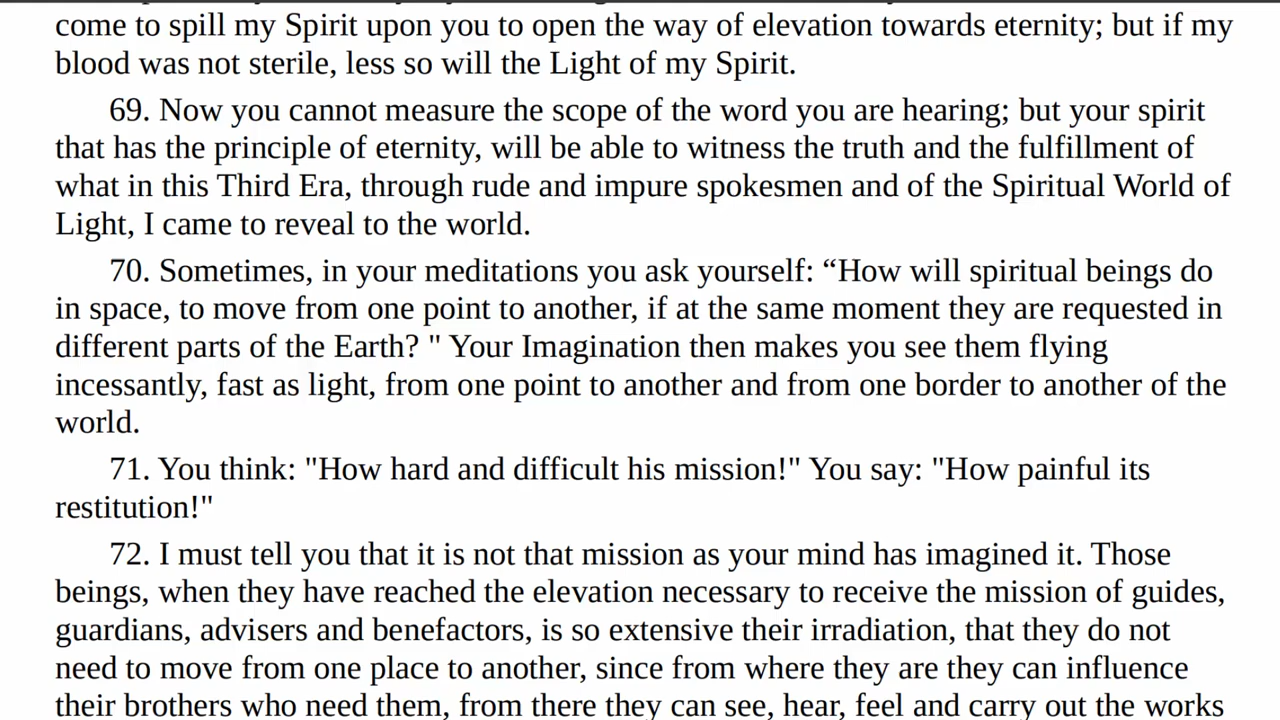 come to spill my Spirit upon you to open the way of elevation towards eternity; but if my
blood was not sterile, less so will the Light of my Spirit.
69. Now you cannot measure the scope of the word you are hearing; but your spirit
that has the principle of eternity, will be able to witness the truth and the fulfillment of
what in this Third Era, through rude and impure spokesmen and of the Spiritual World of
Light, I came to reveal to the world.
70. Sometimes, in your meditations you ask yourself: “How will spiritual beings do
in space, to move from one point to another, if at the same moment they are requested in
different parts of the Earth? " Your Imagination then makes you see them flying
incessantly, fast as light, from one point to another and from one border to another of the
world.
71. You think: "How hard and difficult his mission!" You say: "How painful its
restitution!"
72. I must tell you that it is not that mission as your mind has imagined it. Those
beings, when they have reached the elevation necessary to receive the mission of guides,
guardians, advisers and benefactors, is so extensive their irradiation, that they do not
need to move from one place to another, since from where they are they can influence
their brothers who need them, from there they can see, hear, feel and carry out the works